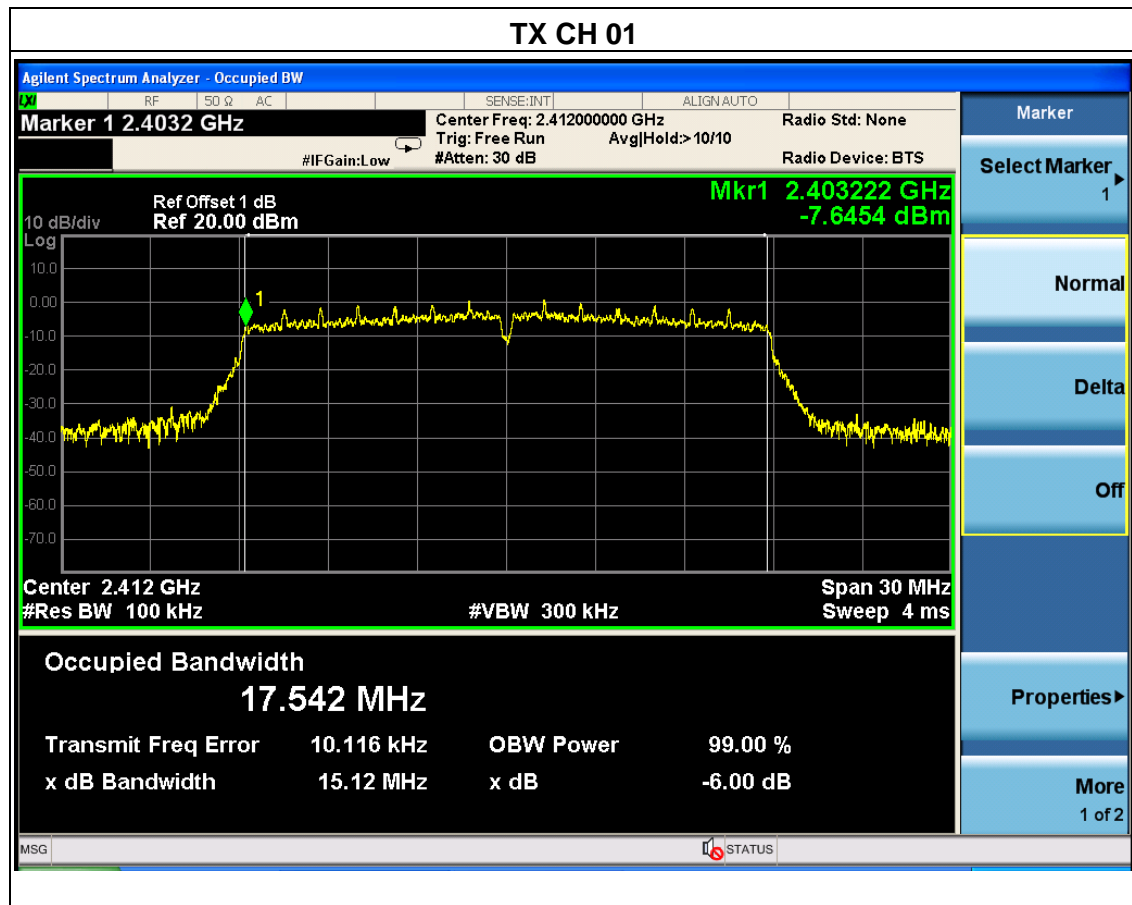 TX CH 01
Agilent Spectrum Analyzer - Occupied BW
LXI RF 50 Ω AC SENSE:INT ALIGN AUTO
Marker 1 2.4032 GHz
Center Freq: 2.412000000 GHz Radio Std: None
Trig: Free Run Avg|Hold:>10/10
#IFGain:Low #Atten: 30 dB Radio Device: BTS
Ref Offset 1 dB
10 dB/div Ref 20.00 dBm
Mkr1 2.403222 GHz
-7.6454 dBm
Log
10.0
0.00
-10.0
-20.0
-30.0
-40.0
-50.0
-60.0
-70.0
1
Center 2.412 GHz Span 30 MHz
#Res BW 100 kHz #VBW 300 kHz Sweep 4 ms
Occupied Bandwidth
17.542 MHz
Transmit Freq Error 10.116 kHz OBW Power 99.00 %
x dB Bandwidth 15.12 MHz x dB -6.00 dB
MSG STATUS
Marker
Select Marker
1
Normal
Delta
Off
Properties
More
1 of 2